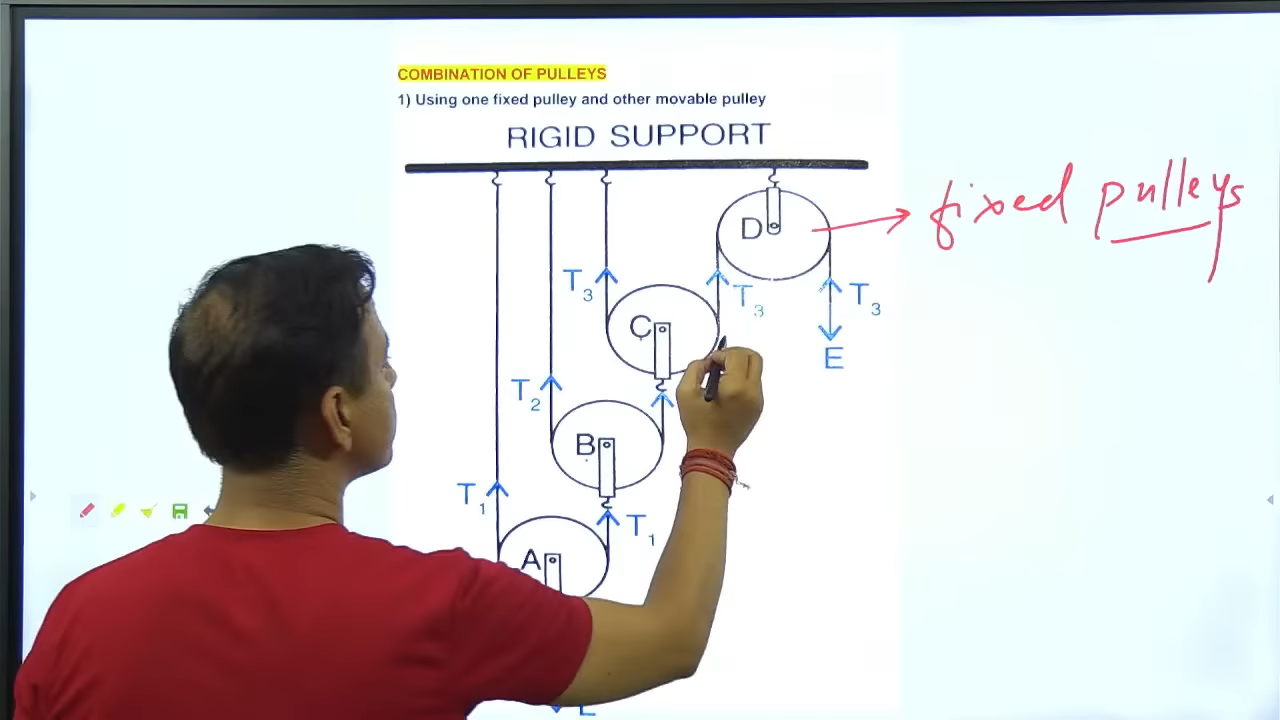 COMBINATION OF PULLEYS
1) Using one fixed pulley and other movable pulley
RIGID SUPPORT
fixed pulleys
D
T3
T3
T3
E
C
T2
B
T1
T1
A